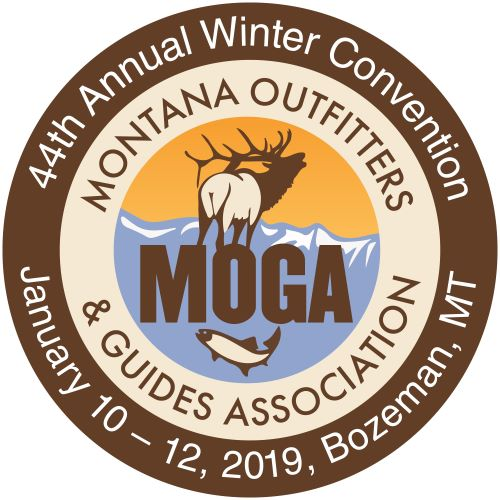 44th Annual Winter Convention
MONTANA OUTFITTERS
MOGA
& GUIDES ASSOCIATION
January 10 – 12, 2019, Bozeman, MT